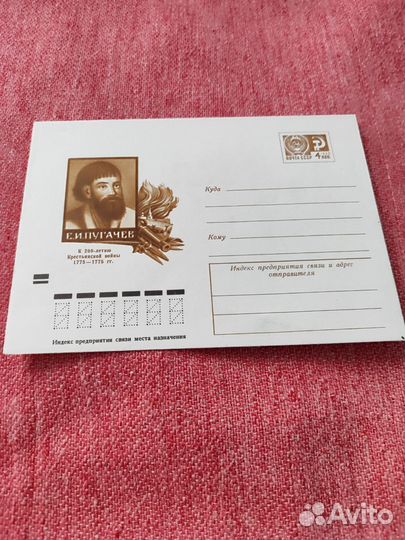 ПОЧТА СССР
4 КОП.
Куда
Е.И.ПУГАЧЕВ
К 200-летию
Крестьянской войны
1773—1775 гг.
Кому
Индекс предприятия связи и адрес
отправителя
Индекс предприятия связи места назначения
Avito